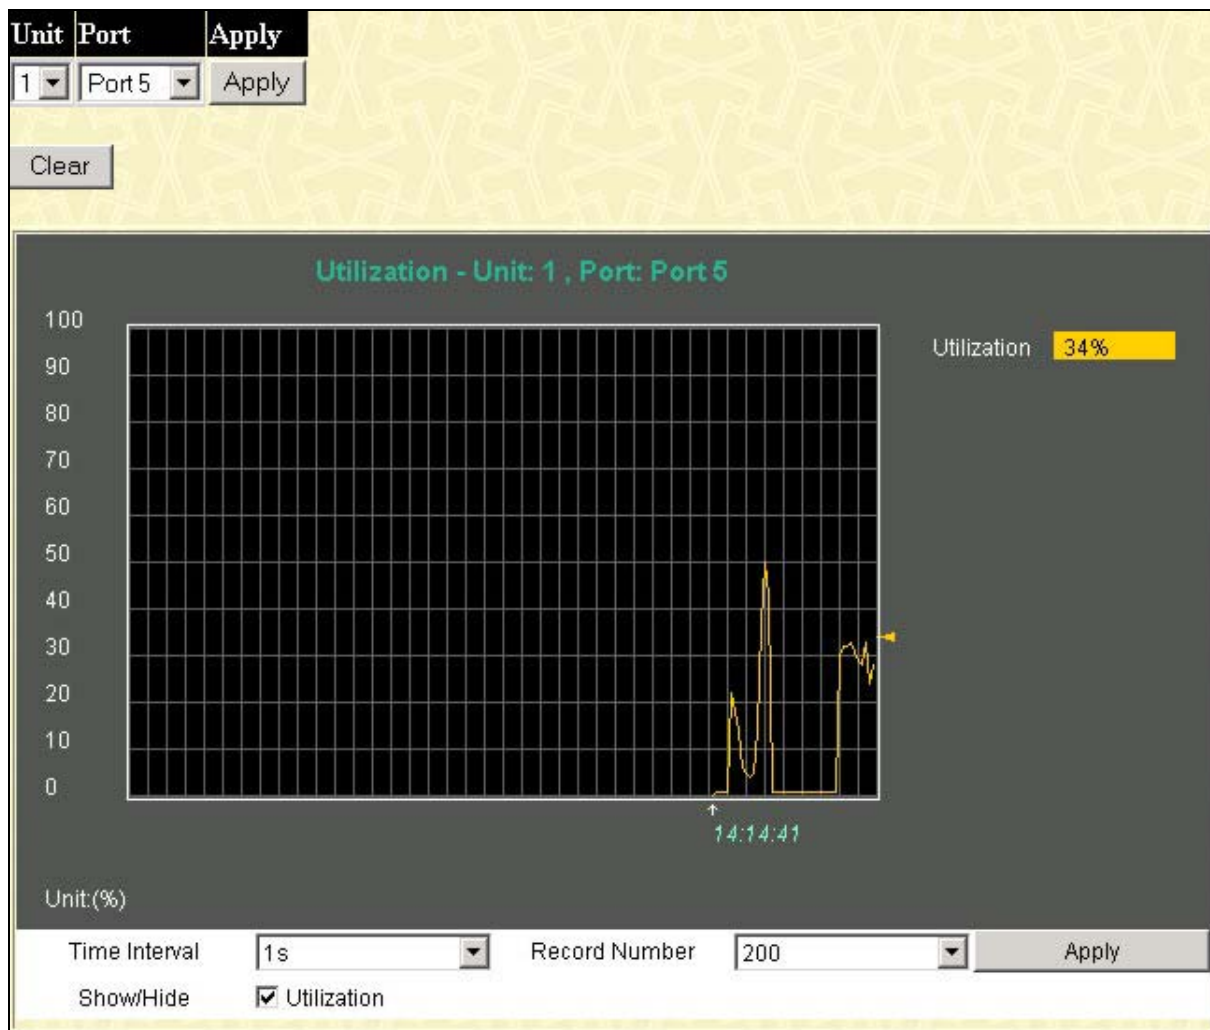 Unit Port Apply
1 Port 5 Apply
Clear
Utilization - Unit: 1 , Port: Port 5
100
Utilization 34%
90
80
70
60
50
40
30
20
10
0
14:14:41
Unit:(%)
Time Interval 1s Record Number 200 Apply
Show/Hide Utilization